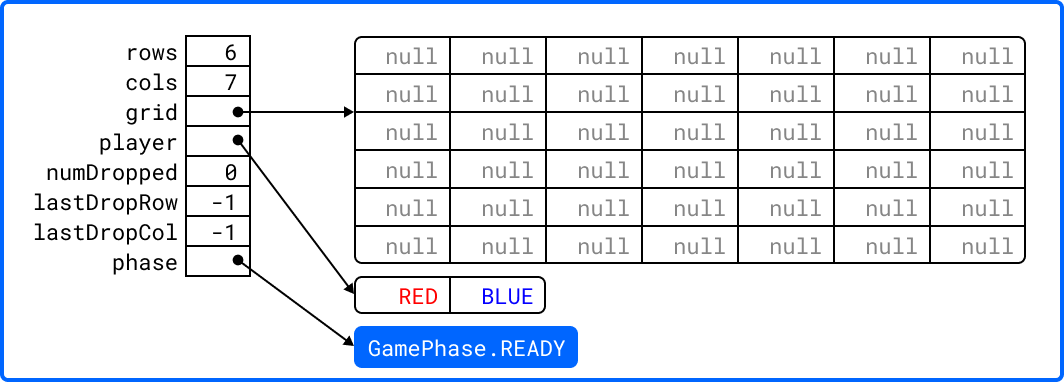 rows 6
cols 7
grid
player
numDropped 0
lastDropRow -1
lastDropCol -1
phase
null null null null null null null
null null null null null null null
null null null null null null null
null null null null null null null
null null null null null null null
null null null null null null null
RED BLUE
GamePhase.READY